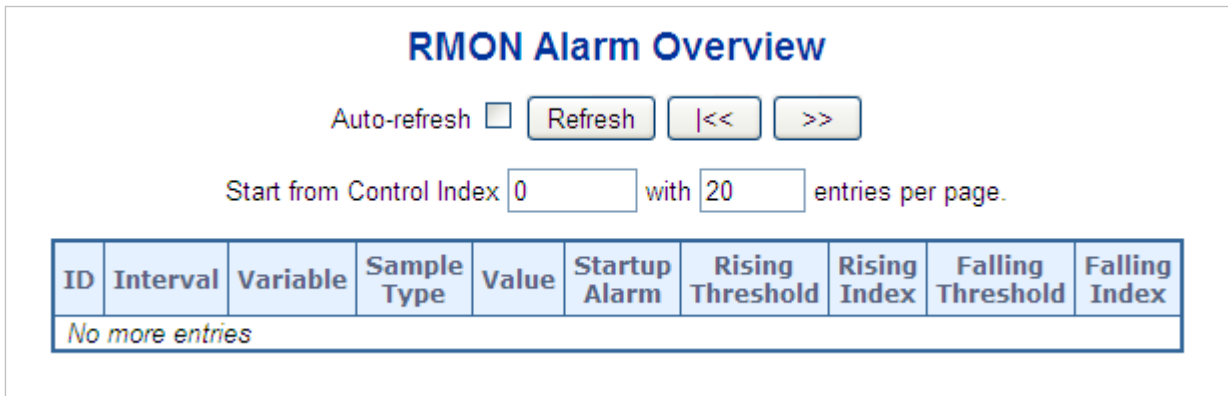 RMON Alarm Overview
Auto-refresh Refresh |<< >>
Start from Control Index 0 with 20 entries per page.
ID Interval Variable Sample Type Value Startup Alarm Rising Threshold Rising Index Falling Threshold Falling Index
No more entries